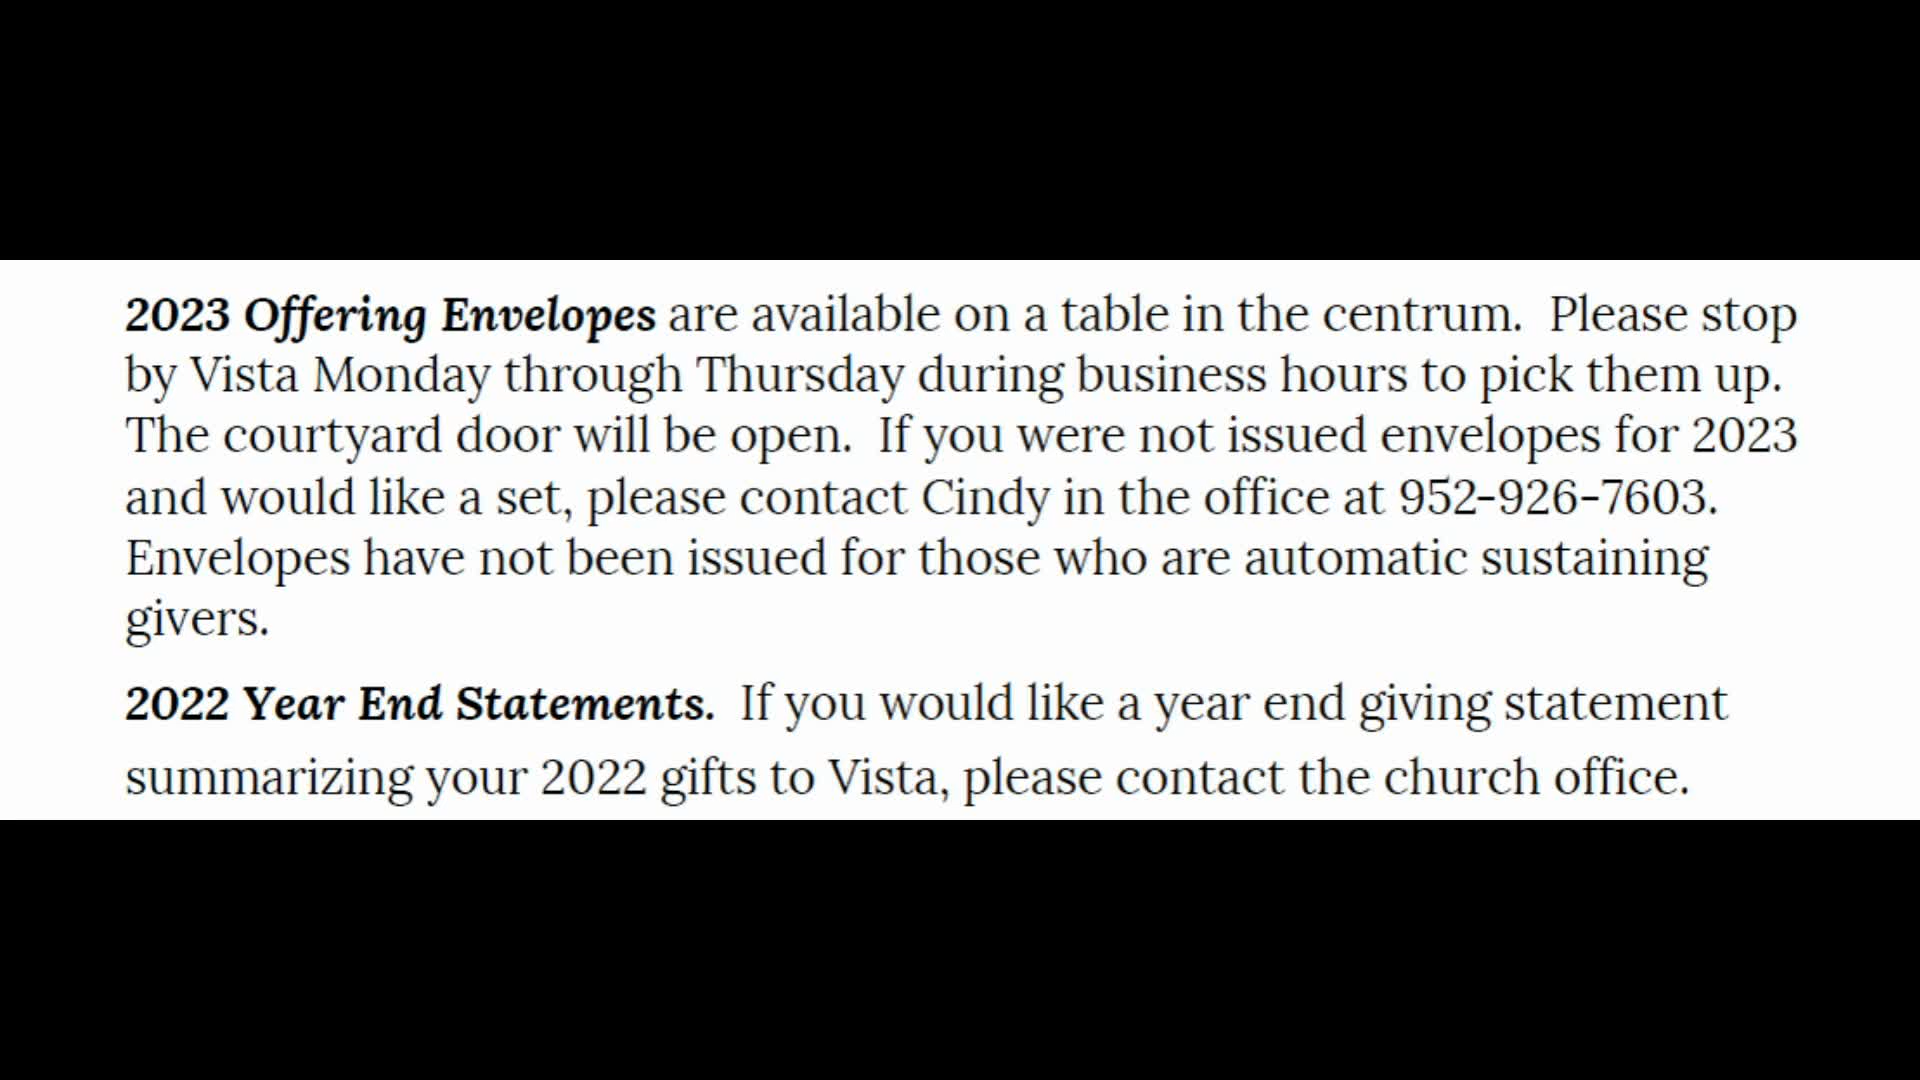 2023 Offering Envelopes are available on a table in the centrum.  Please stop
by Vista Monday through Thursday during business hours to pick them up.
The courtyard door will be open.  If you were not issued envelopes for 2023
and would like a set, please contact Cindy in the office at 952-926-7603.
Envelopes have not been issued for those who are automatic sustaining
givers.
2022 Year End Statements.  If you would like a year end giving statement
summarizing your 2022 gifts to Vista, please contact the church office.